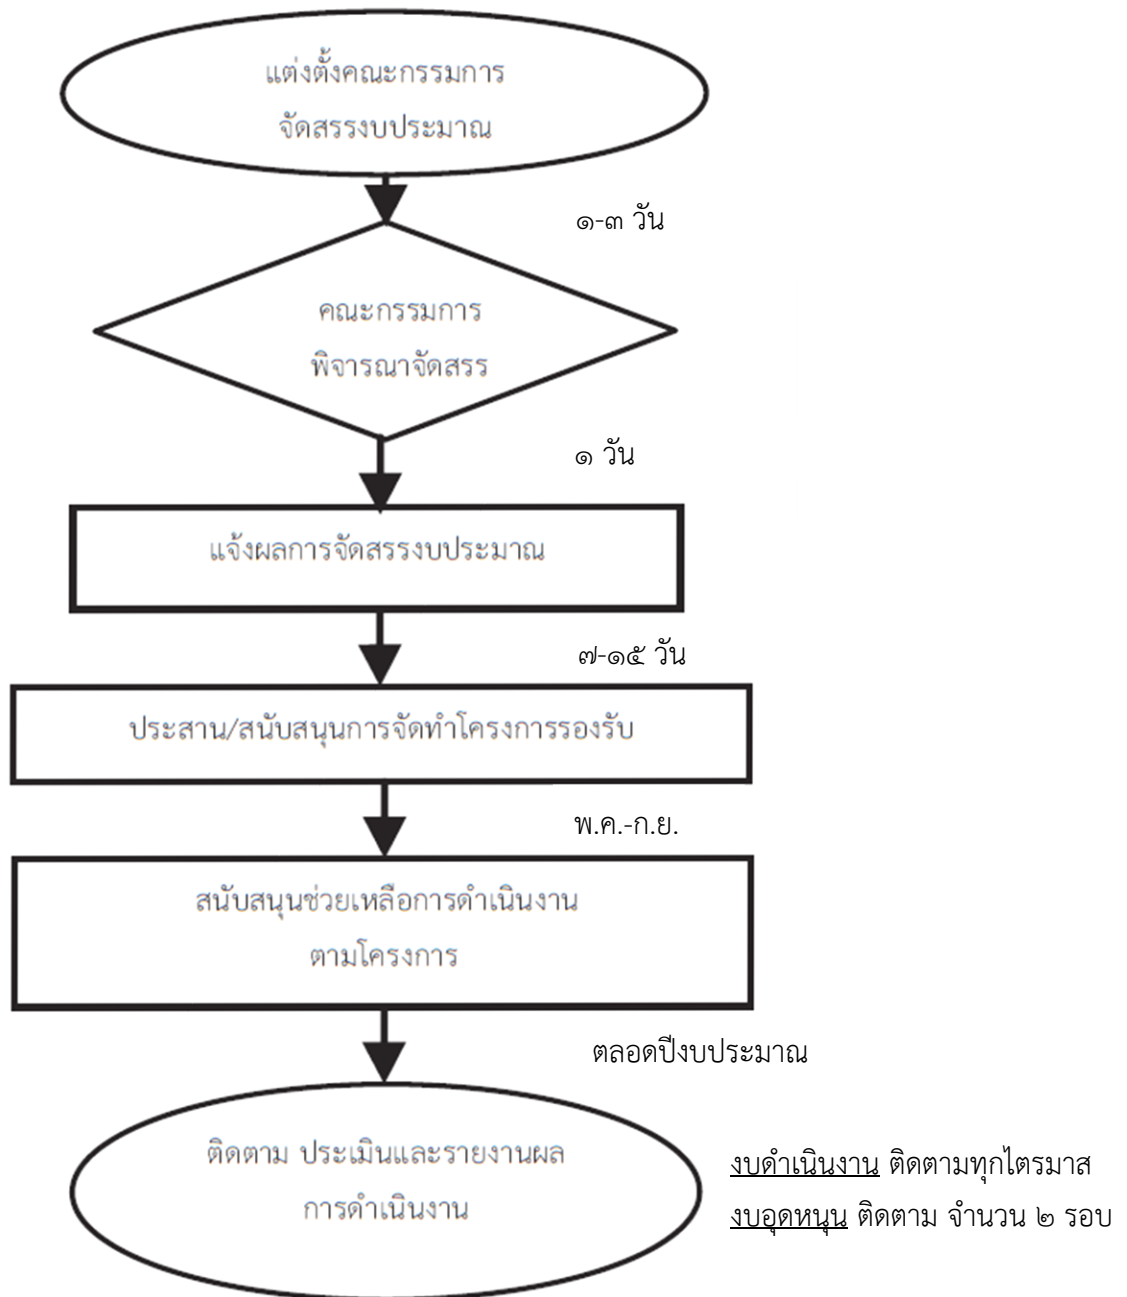 แต่งตั้งคณะกรรมการ
จัดสรรงบประมาณ
๑-๓ วัน
คณะกรรมการ
พิจารณาจัดสรร
๑ วัน
แจ้งผลการจัดสรรงบประมาณ
๗-๑๕ วัน
ประสาน/สนับสนุนการจัดทำโครงการรองรับ
พ.ค.-ก.ย.
สนับสนุนช่วยเหลือการดำเนินงาน
ตามโครงการ
ตลอดปีงบประมาณ
ติดตาม ประเมินและรายงานผล
การดำเนินงาน
งบดำเนินงาน ติดตามทุกไตรมาส
งบอุดหนุน ติดตาม จำนวน ๒ รอบ